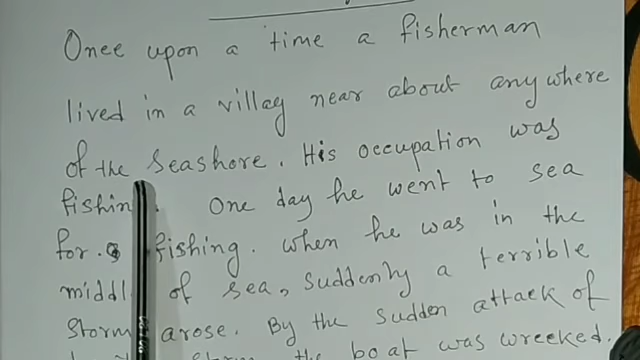 Once upon a time a fisherman
lived in a villag near about anywhere
of the seashore. His occupation was
fishin. One day he went to sea
for fishing. When he was in the
middl of sea, suddenly a terrible
storm arose. By the sudden attack of
the boat was wrecked.